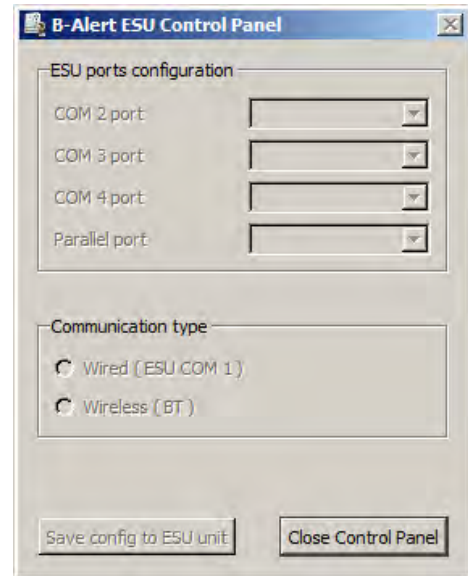 B-Alert ESU Control Panel
ESU ports configuration
COM 2 port
COM 3 port
COM 4 port
Parallel port
Communication type
Wired ( ESU COM 1 )
Wireless ( BT )
Save config to ESU unit
Close Control Panel